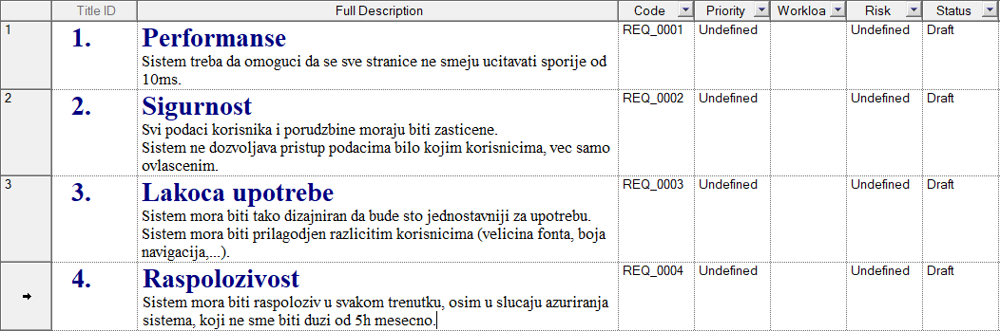 Title ID Full Description Code Priority Workloa Risk Status
1 1. Performanse REQ_0001 Undefined Undefined Draft
Sistem treba da omoguci da se sve stranice ne smeju ucitavati sporije od
10ms.
2 2. Sigurnost REQ_0002 Undefined Undefined Draft
Svi podaci korisnika i porudzbine moraju biti zasticene.
Sistem ne dozvoljava pristup podacima bilo kojim korisnicima, vec samo
ovlascenim.
3 3. Lakoca upotrebe REQ_0003 Undefined Undefined Draft
Sistem mora biti tako dizajniran da bude sto jednostavniji za upotrebu.
Sistem mora biti prilagodjen razlicitim korisnicima (velicina fonta, boja
navigacija,...).
4. Raspolozivost REQ_0004 Undefined Undefined Draft
Sistem mora biti raspoloziv u svakom trenutku, osim u slucaju azuriranja
sistema, koji ne sme biti duzi od 5h mesecno.